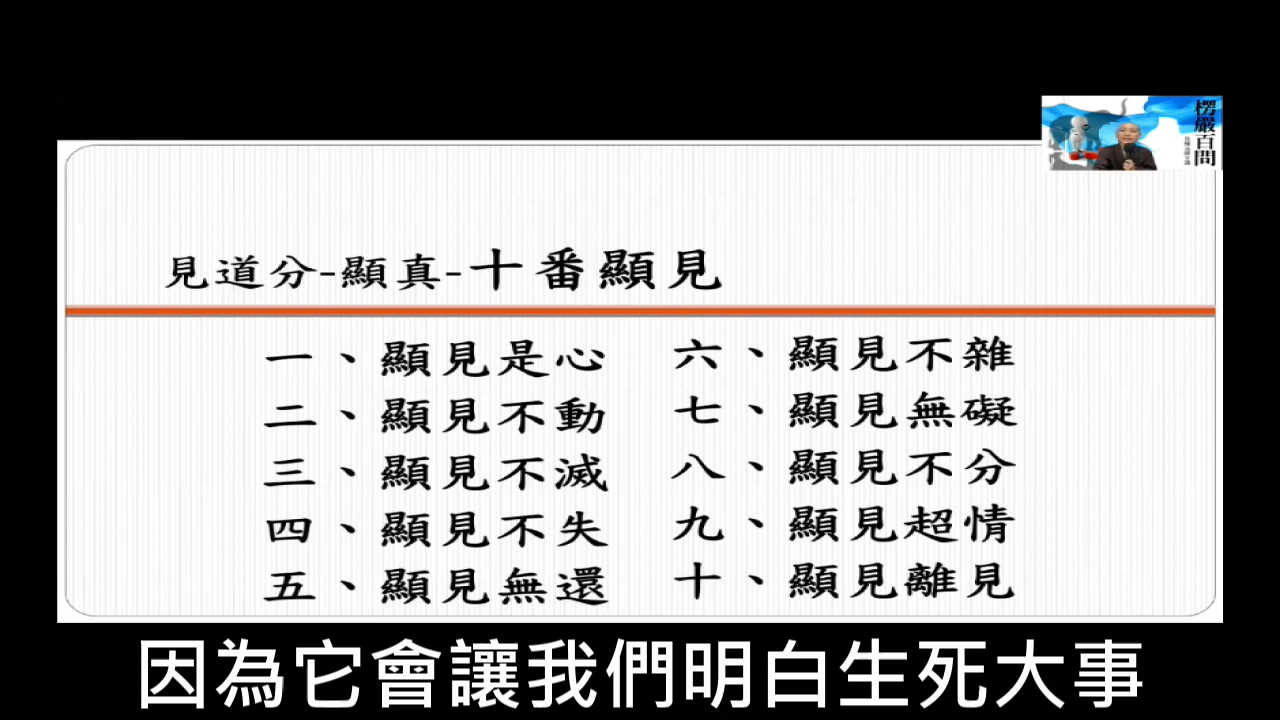 楞嚴百問
見道分-顯真-十番顯見
一、顯見是心
二、顯見不動
三、顯見不滅
四、顯見不失
五、顯見無還
六、顯見不雜
七、顯見無礙
八、顯見不分
九、顯見超情
十、顯見離見
因為它會讓我們明白生死大事